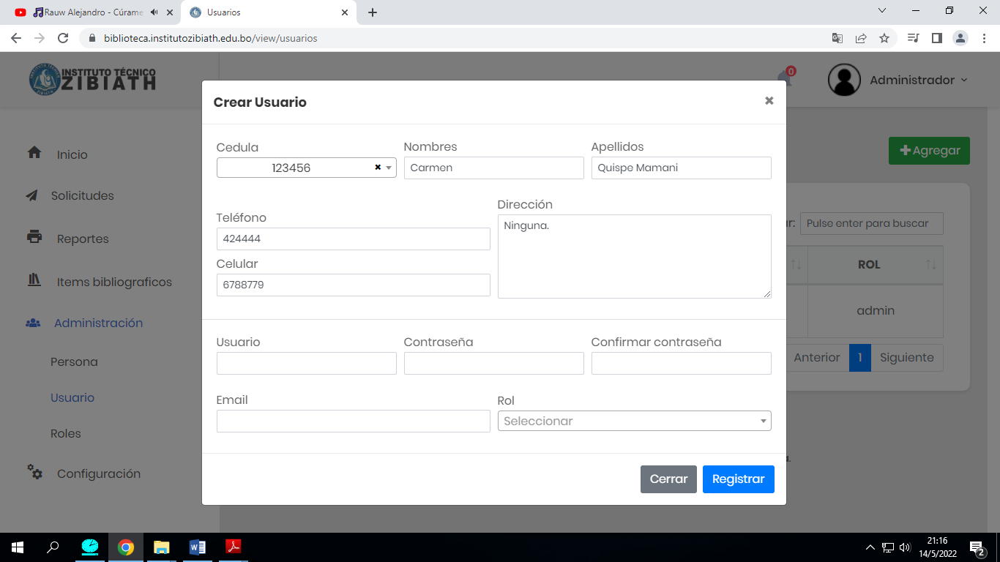 Rauw Alejandro - Cúrame
Usuarios
biblioteca.institutozibiath.edu.bo/view/usuarios
INSTITUTO TÉCNICO
ZIBIATH
0
Administrador
Crear Usuario
Cedula
Nombres
Apellidos
123456
Carmen
Quispe Mamani
Teléfono
Dirección
424444
Ninguna.
Celular
6788779
Usuario
Contraseña
Confirmar contraseña
Email
Rol
Seleccionar
Cerrar
Registrar
Inicio
Solicitudes
Reportes
Items bibliograficos
Administración
Persona
Usuario
Roles
Configuración
Agregar
ar:
Pulse enter para buscar
ROL
admin
Anterior
1
Siguiente
21:16
14/5/2022
2